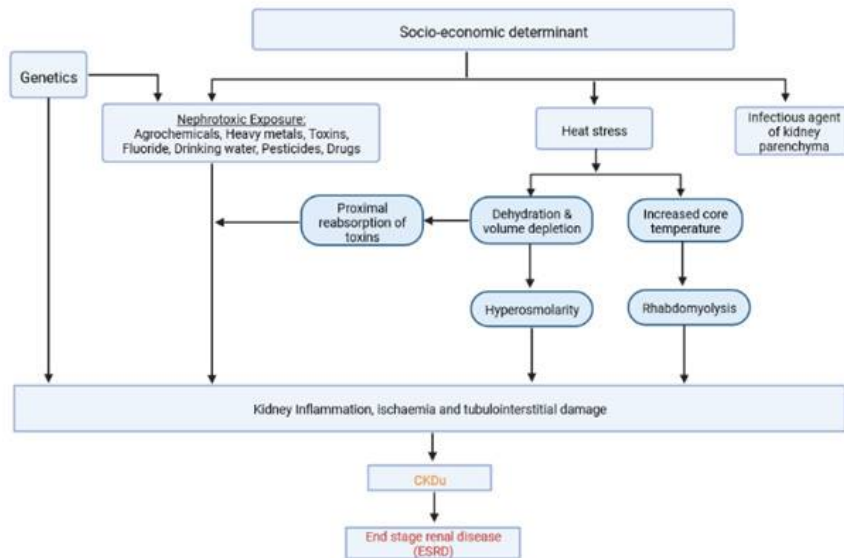 Socio-economic determinant
Genetics
Nephrotoxic Exposure:
Agrochemicals, Heavy metals, Toxins,
Fluoride, Drinking water, Pesticides, Drugs
Heat stress
Infectious agent
of kidney
parenchyma
Proximal
reabsorption of
toxins
Dehydration &
volume depletion
Increased core
temperature
Hyperosmolarity
Rhabdomyolysis
Kidney Inflammation, ischaemia and tubulointerstitial damage
CKDu
End stage renal disease
(ESRD)